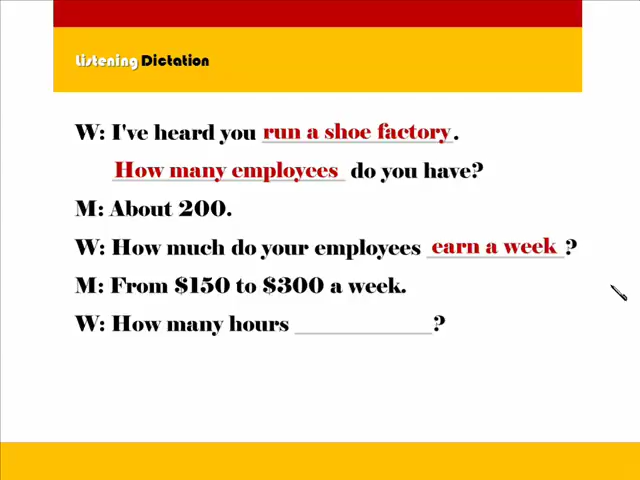 Listening Dictation
W: I've heard you run a shoe factory.
How many employees do you have?
M: About 200.
W: How much do your employees earn a week?
M: From $150 to $300 a week.
W: How many hours ____________?